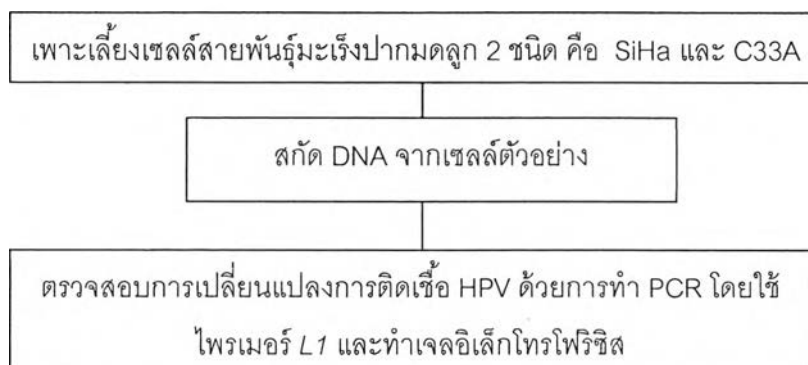 เพาะเลี้ยงเซลล์สายพันธุ์มะเร็งปากมดลูก 2 ชนิด คือ SiHa และ C33A
สกัด DNA จากเซลล์ตัวอย่าง
ตรวจสอบการเปลี่ยนแปลงการติดเชื้อ HPV ด้วยการทำ PCR โดยใช้
ไพรเมอร์ L1 และทำเจลอิเล็กโทรโฟริซิส